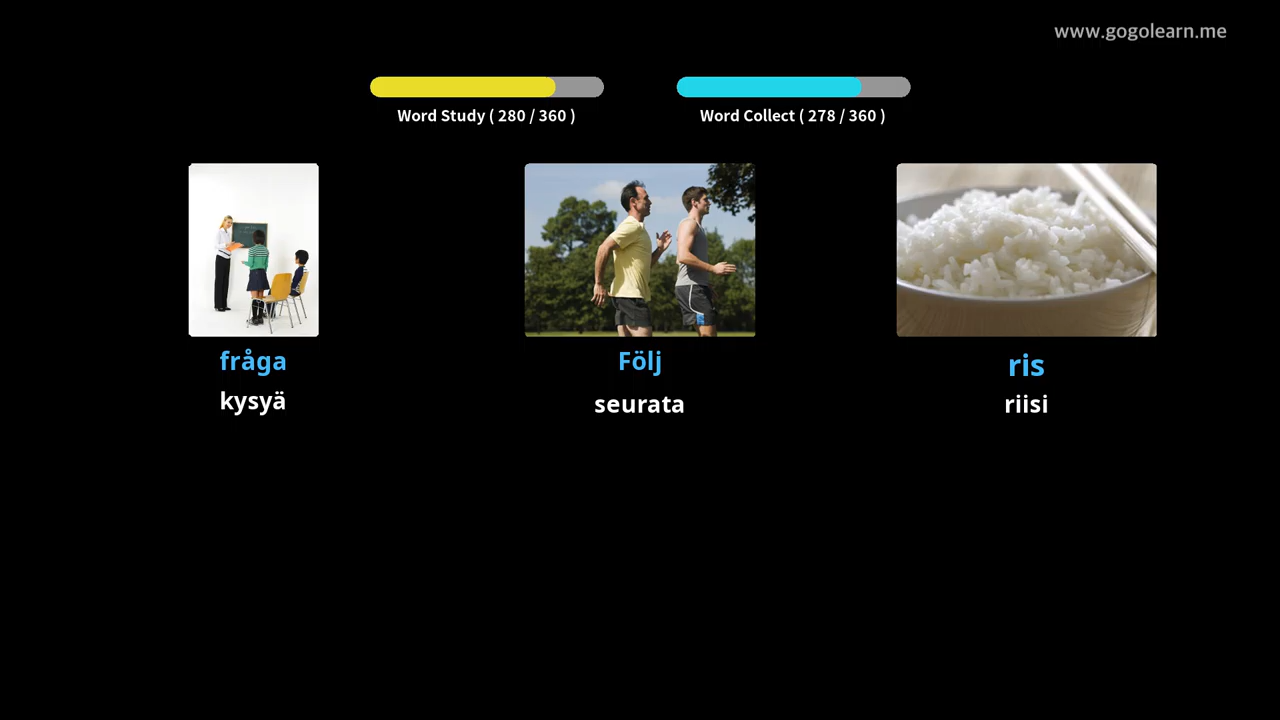 www.gogolearn.me
Word Study ( 280 / 360 )
Word Collect ( 278 / 360 )
fråga
Följ
ris
kysyä
seurata
riisi